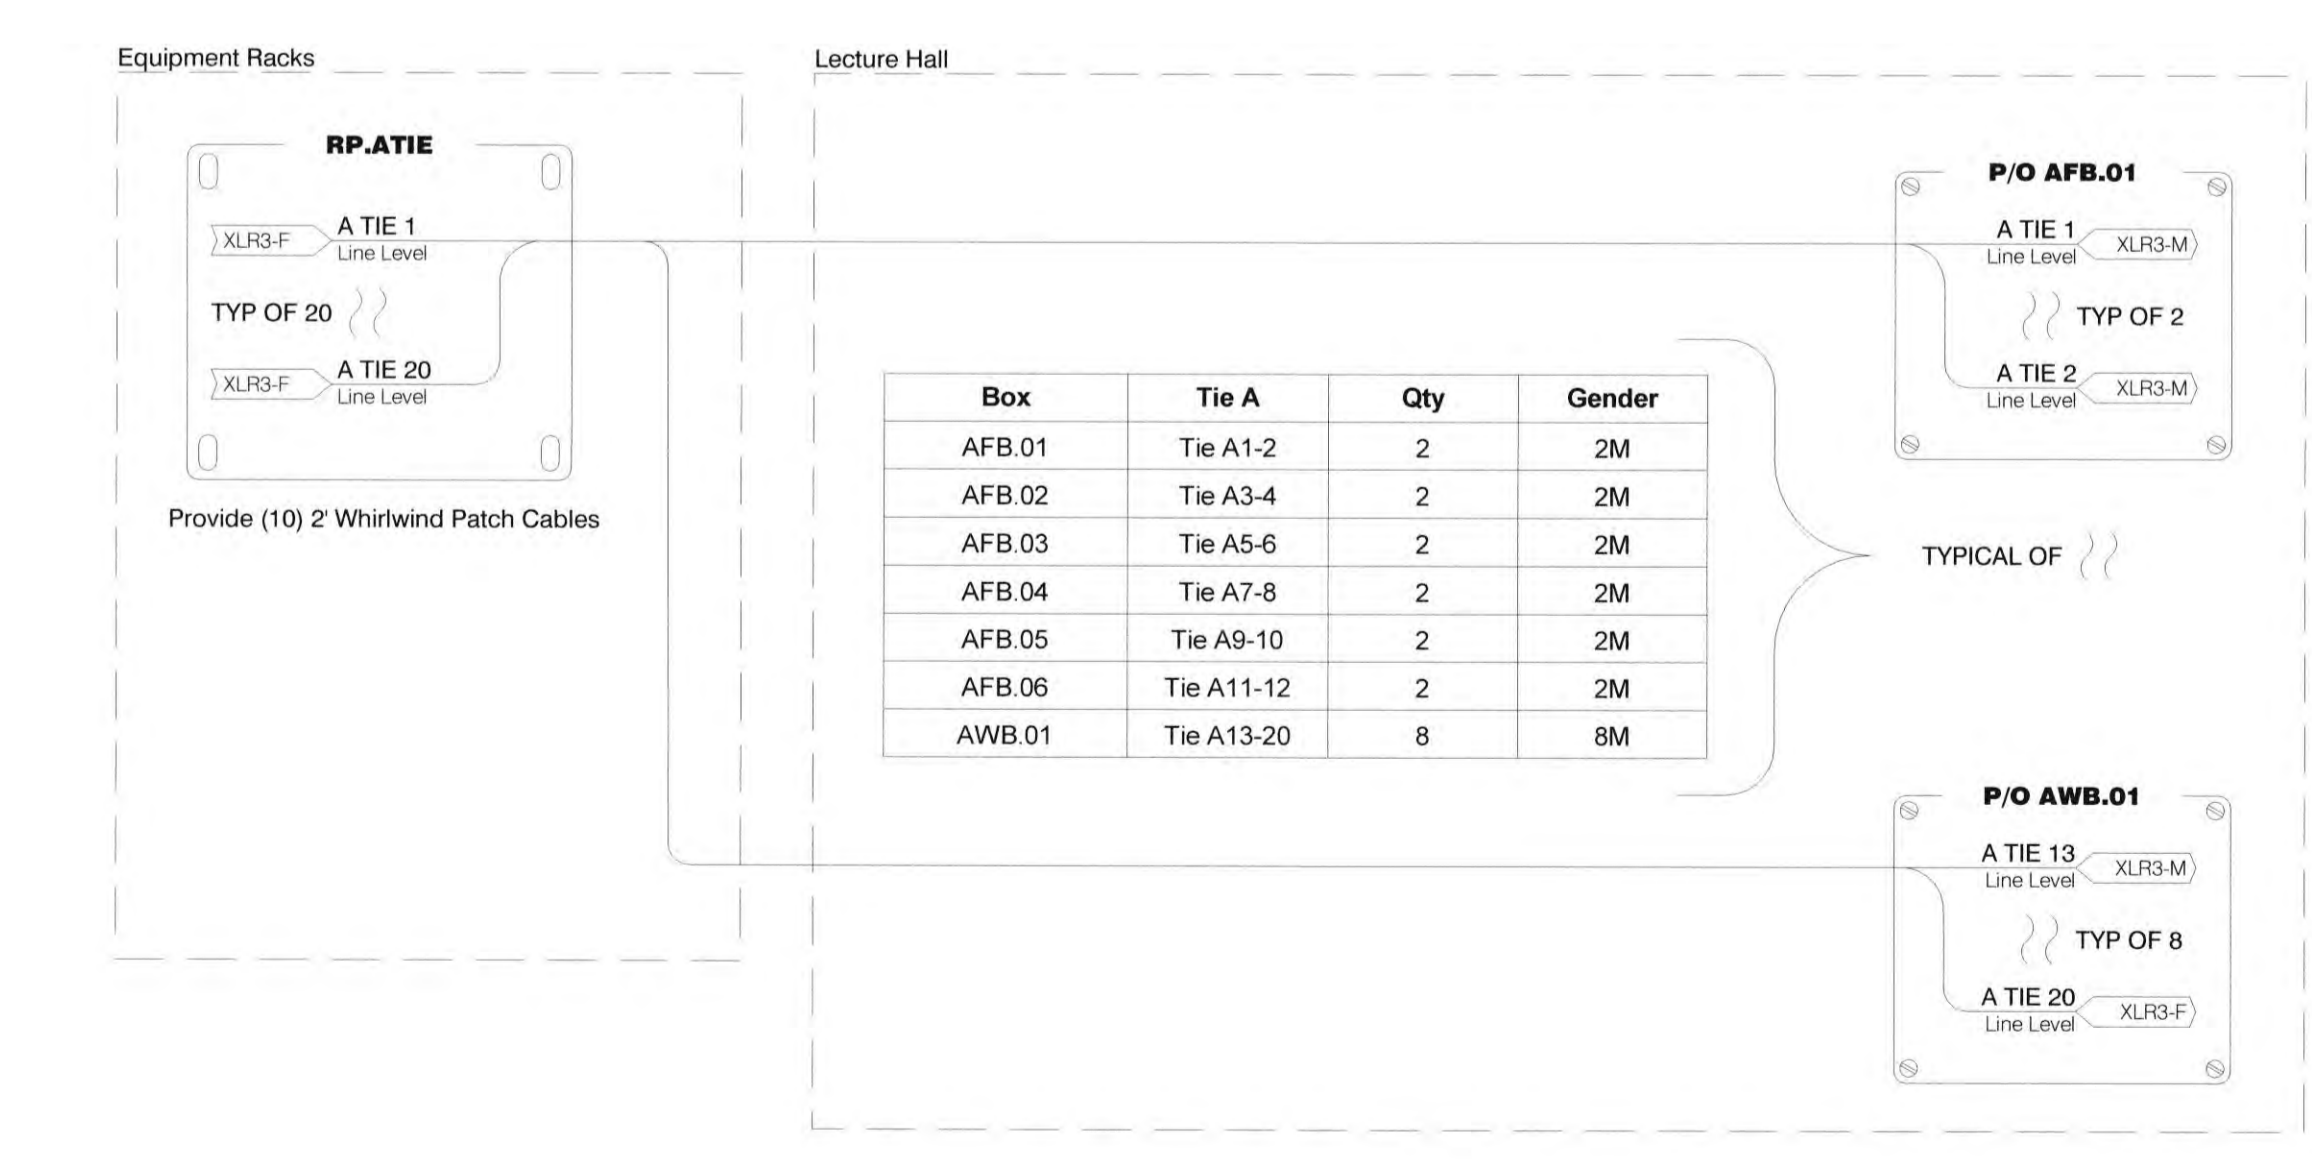 Equipment Racks
RP.ATIE
XLR3-F
A TIE 1
Line Level
TYP OF 20
XLR3-F
A TIE 20
Line Level
Provide (10) 2' Whirlwind Patch Cables
Lecture Hall
Box Tie A Qty Gender
AFB.01 Tie A1-2 2 2M
AFB.02 Tie A3-4 2 2M
AFB.03 Tie A5-6 2 2M
AFB.04 Tie A7-8 2 2M
AFB.05 Tie A9-10 2 2M
AFB.06 Tie A11-12 2 2M
AWB.01 Tie A13-20 8 8M
P/O AFB.01
A TIE 1
Line Level
XLR3-M
TYP OF 2
A TIE 2
Line Level
XLR3-M
TYPICAL OF
P/O AWB.01
A TIE 13
Line Level
XLR3-M
TYP OF 8
A TIE 20
Line Level
XLR3-F